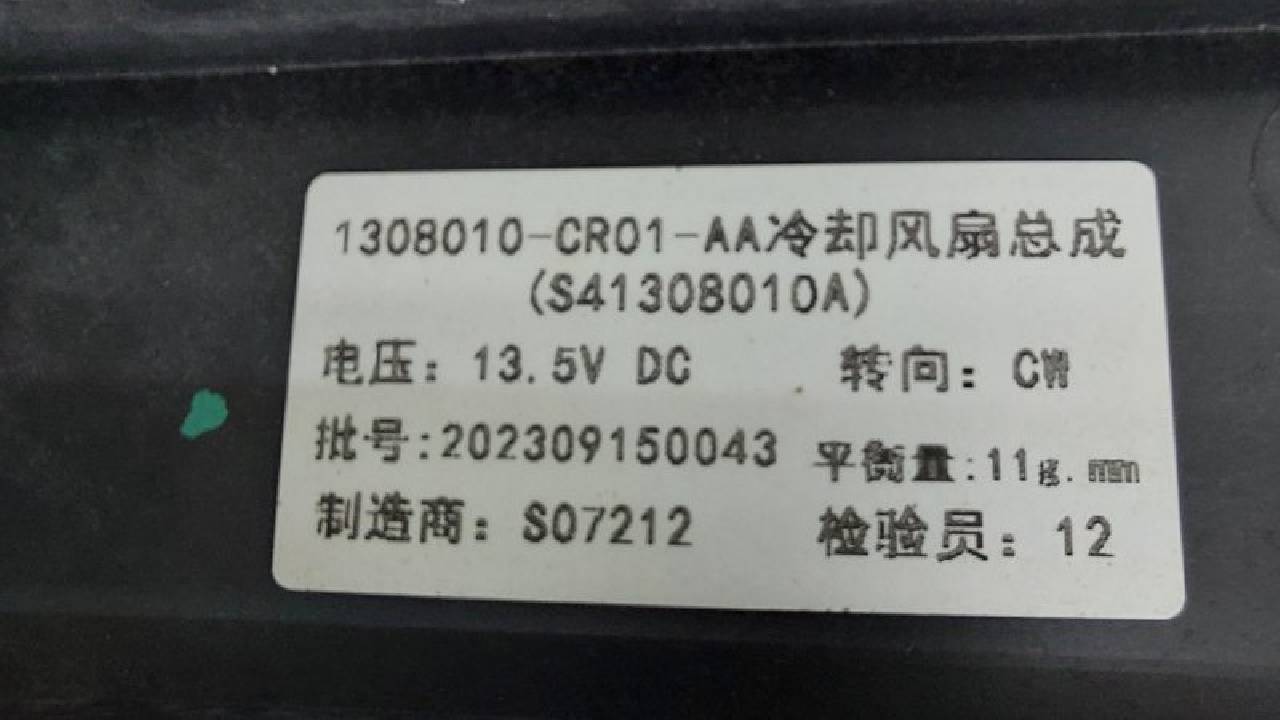 1308010-CR01-AA冷却风扇总成
(S41308010A)
电压: 13.5V DC 转向: CW
批号:202309150043 平衡量:11g.mm
制造商: S07212 检验员: 12